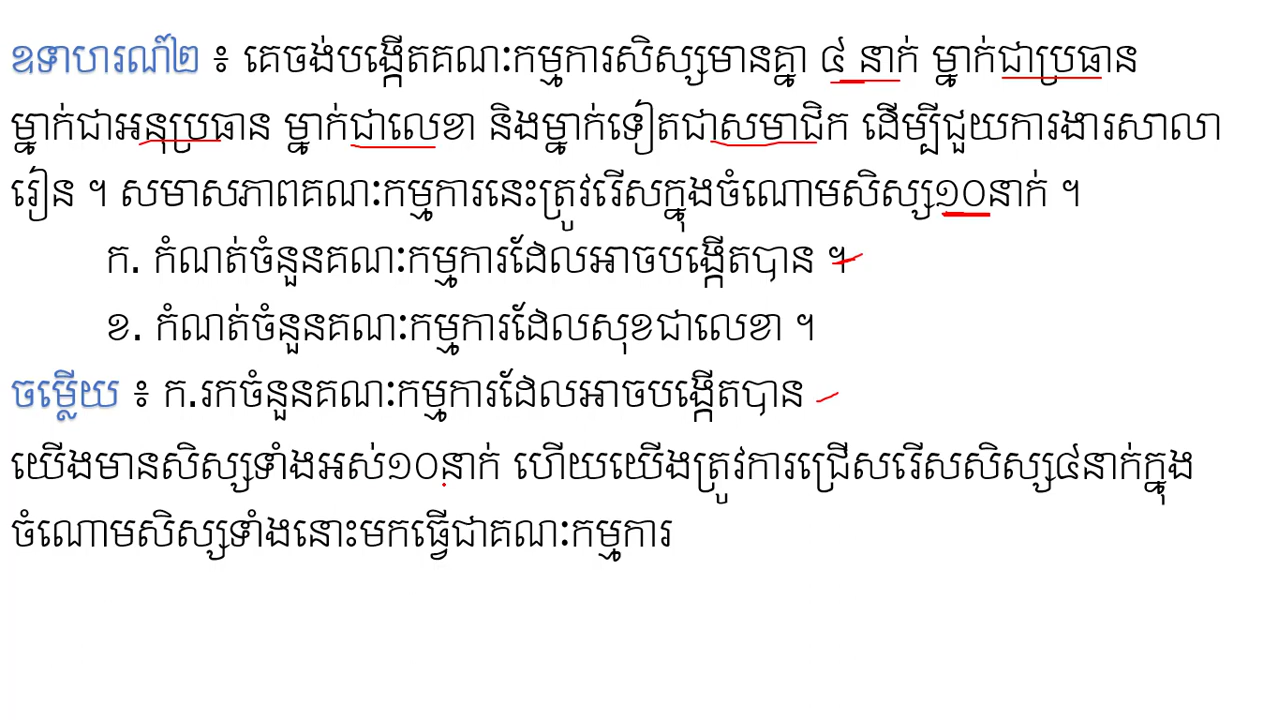 ឧទាហរណ៍២ ៖ គេចង់បង្កើតគណៈកម្មការសិស្សមានគ្នា ៤ នាក់ ម្នាក់ជាប្រធាន
ម្នាក់ជាអនុប្រធាន ម្នាក់ជាលេខា និងម្នាក់ទៀតជាសមាជិក ដើម្បីជួយការងារសាលា
រៀន ។ សមាសភាពគណៈកម្មការនេះត្រូវរើសក្នុងចំណោមសិស្ស១០នាក់ ។
ក. កំណត់ចំនួនគណៈកម្មការដែលអាចបង្កើតបាន ។
ខ. កំណត់ចំនួនគណៈកម្មការដែលសុខជាលេខា ។
ចម្លើយ ៖ ក.រកចំនួនគណៈកម្មការដែលអាចបង្កើតបាន
យើងមានសិស្សទាំងអស់១០នាក់ ហើយយើងត្រូវការជ្រើសរើសសិស្ស៤នាក់ក្នុង
ចំណោមសិស្សទាំងនោះមកធ្វើជាគណៈកម្មការ